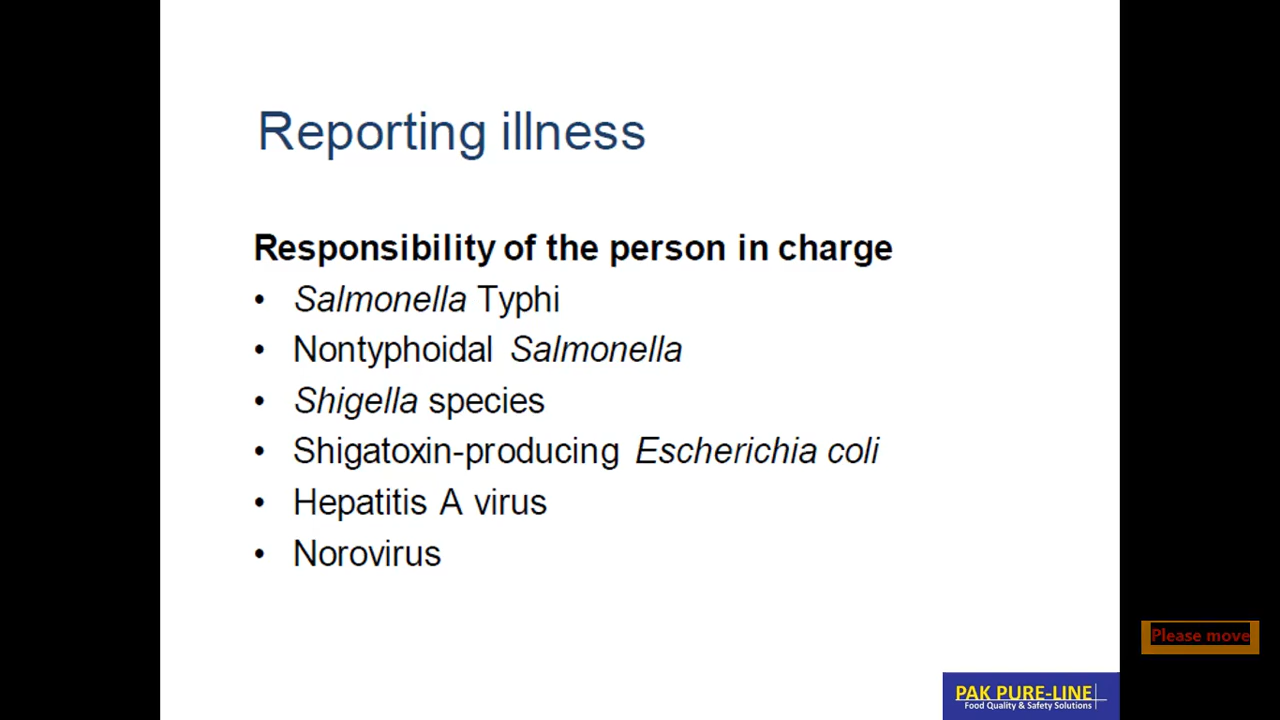 Reporting illness
Responsibility of the person in charge
• Salmonella Typhi
• Nontyphoidal Salmonella
• Shigella species
• Shigatoxin-producing Escherichia coli
• Hepatitis A virus
• Norovirus
Please move
PAK PURE-LINE
Food Quality & Safety Solutions